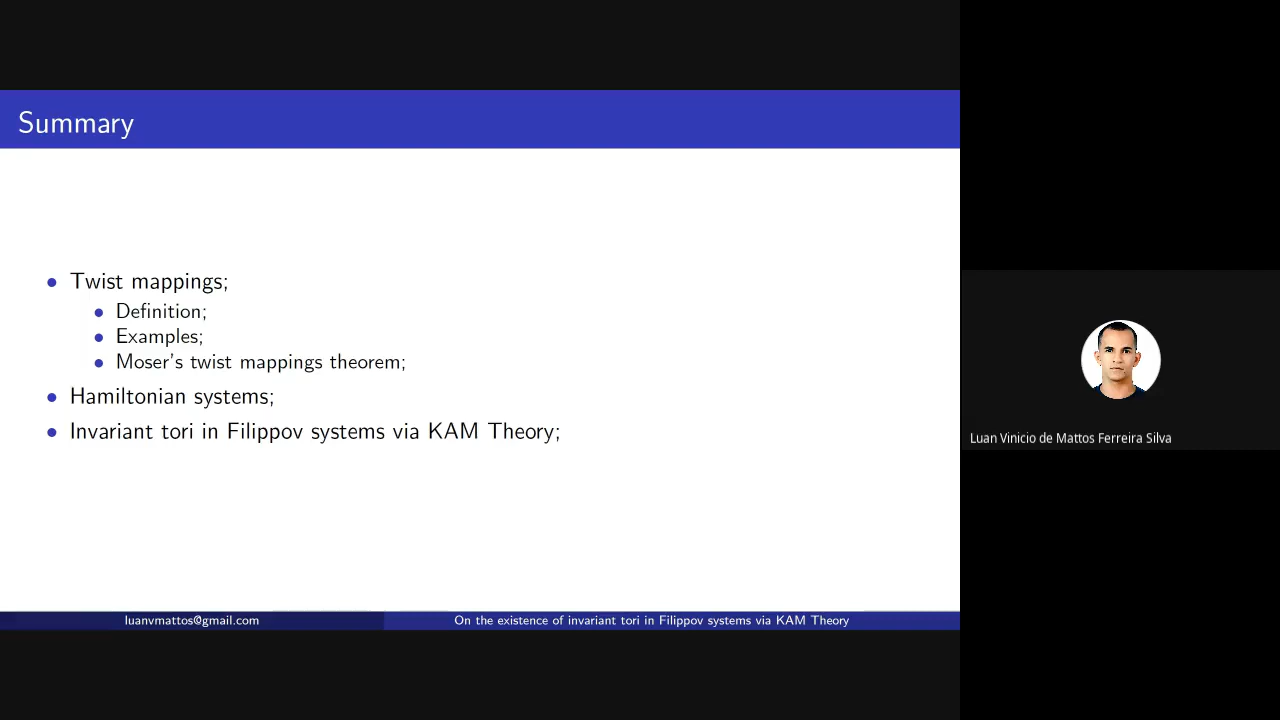 Summary
Twist mappings;
Definition;
Examples;
Moser's twist mappings theorem;
Hamiltonian systems;
Invariant tori in Filippov systems via KAM Theory;
luanvmattos@gmail.com
On the existence of invariant tori in Filippov systems via KAM Theory
Luan Vinicio de Mattos Ferreira Silva